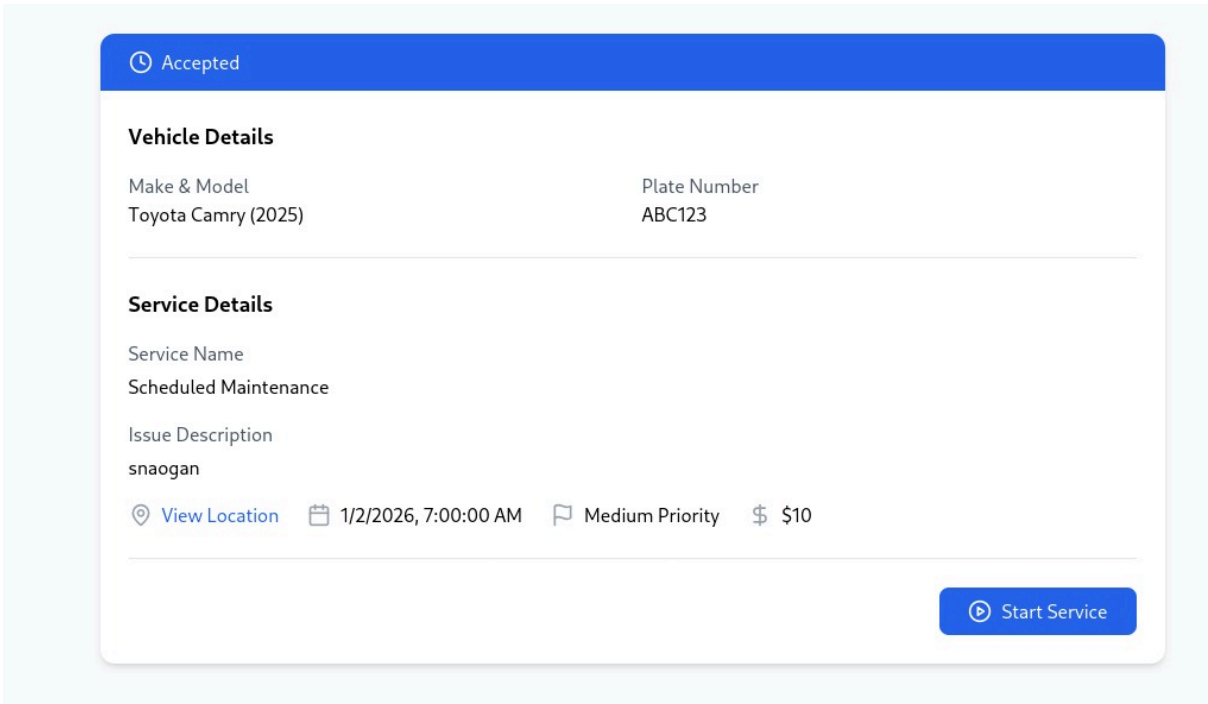 Accepted
Vehicle Details
Make & Model
Plate Number
Toyota Camry (2025)
ABC123
Service Details
Service Name
Scheduled Maintenance
Issue Description
snaogan
View Location 1/2/2026, 7:00:00 AM Medium Priority $ $10
Start Service